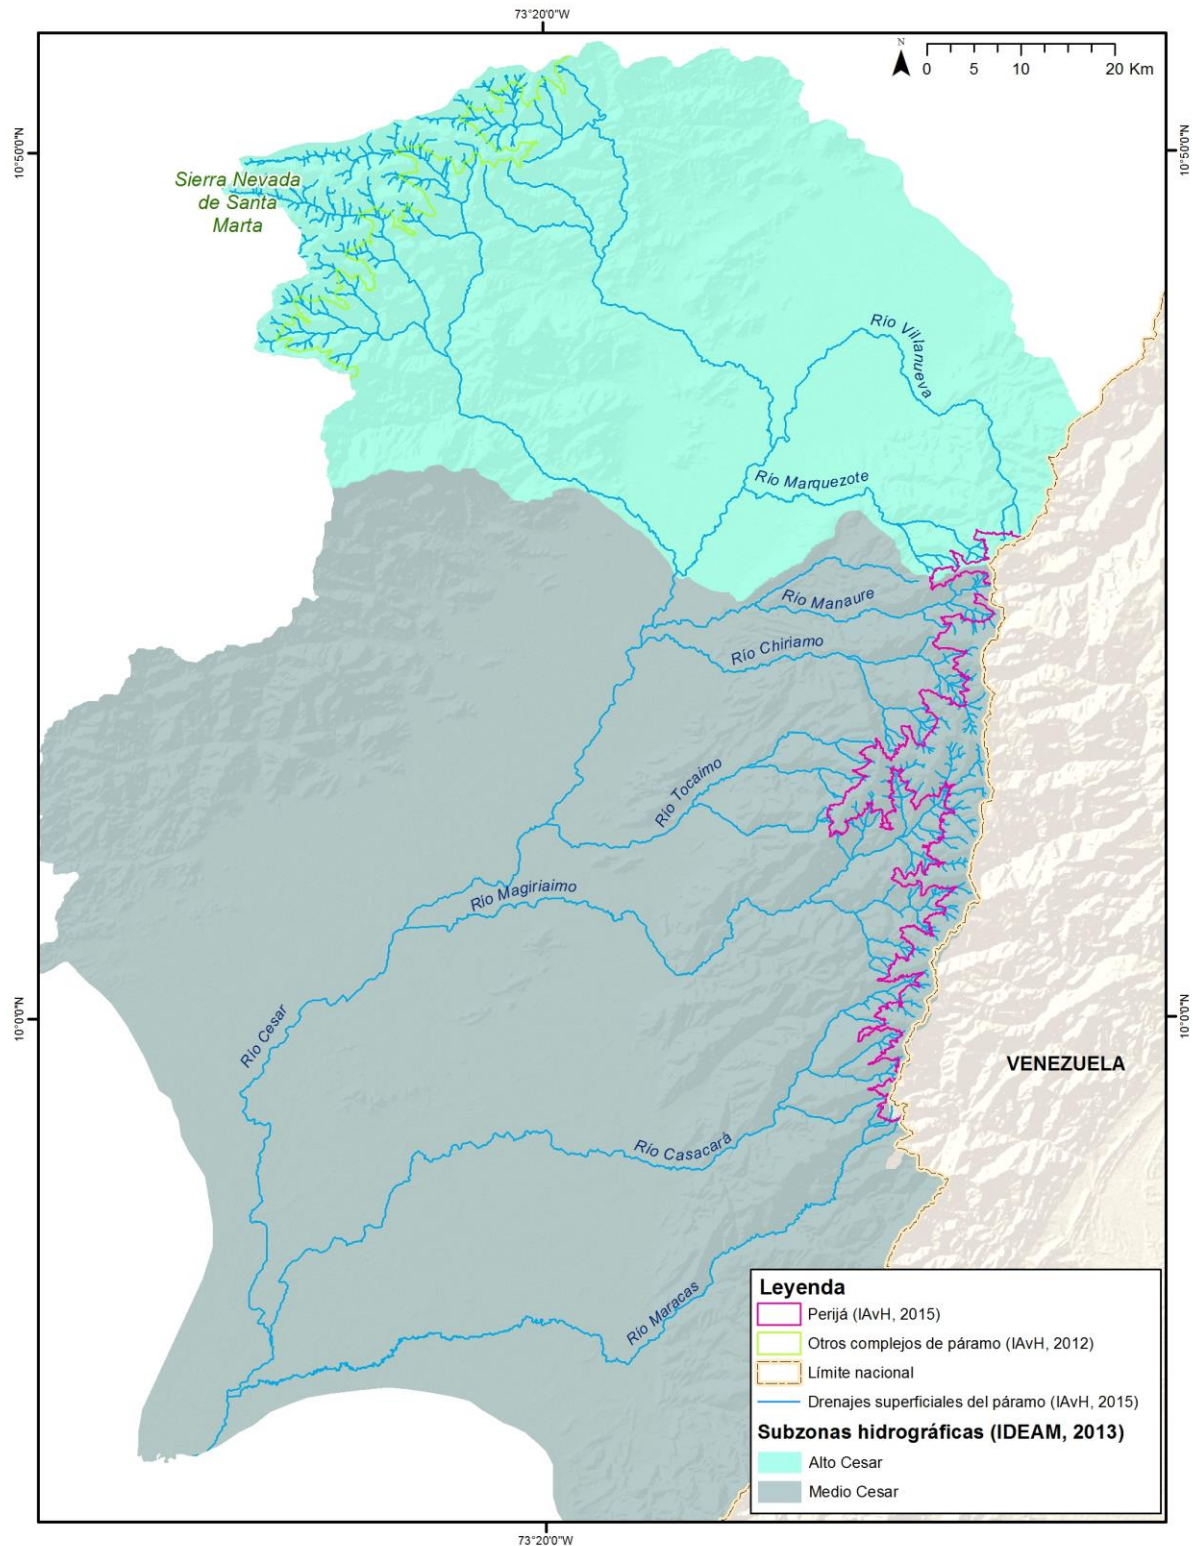 73°20'0"W
N
0 5 10 20 Km
10°50'0"N
10°50'0"N
Sierra Nevada
de Santa
Marta
Río Villanueva
Río Marquezote
Río Manaure
Río Chiriamo
Río Tocaimo
Río Magiriaimo
Río Cesar
10°0'0"N
10°0'0"N
VENEZUELA
Río Casacará
Río Maracas
Leyenda
Perijá (IAvH, 2015)
Otros complejos de páramo (IAvH, 2012)
Límite nacional
Drenajes superficiales del páramo (IAvH, 2015)
Subzonas hidrográficas (IDEAM, 2013)
Alto Cesar
Medio Cesar
73°20'0"W